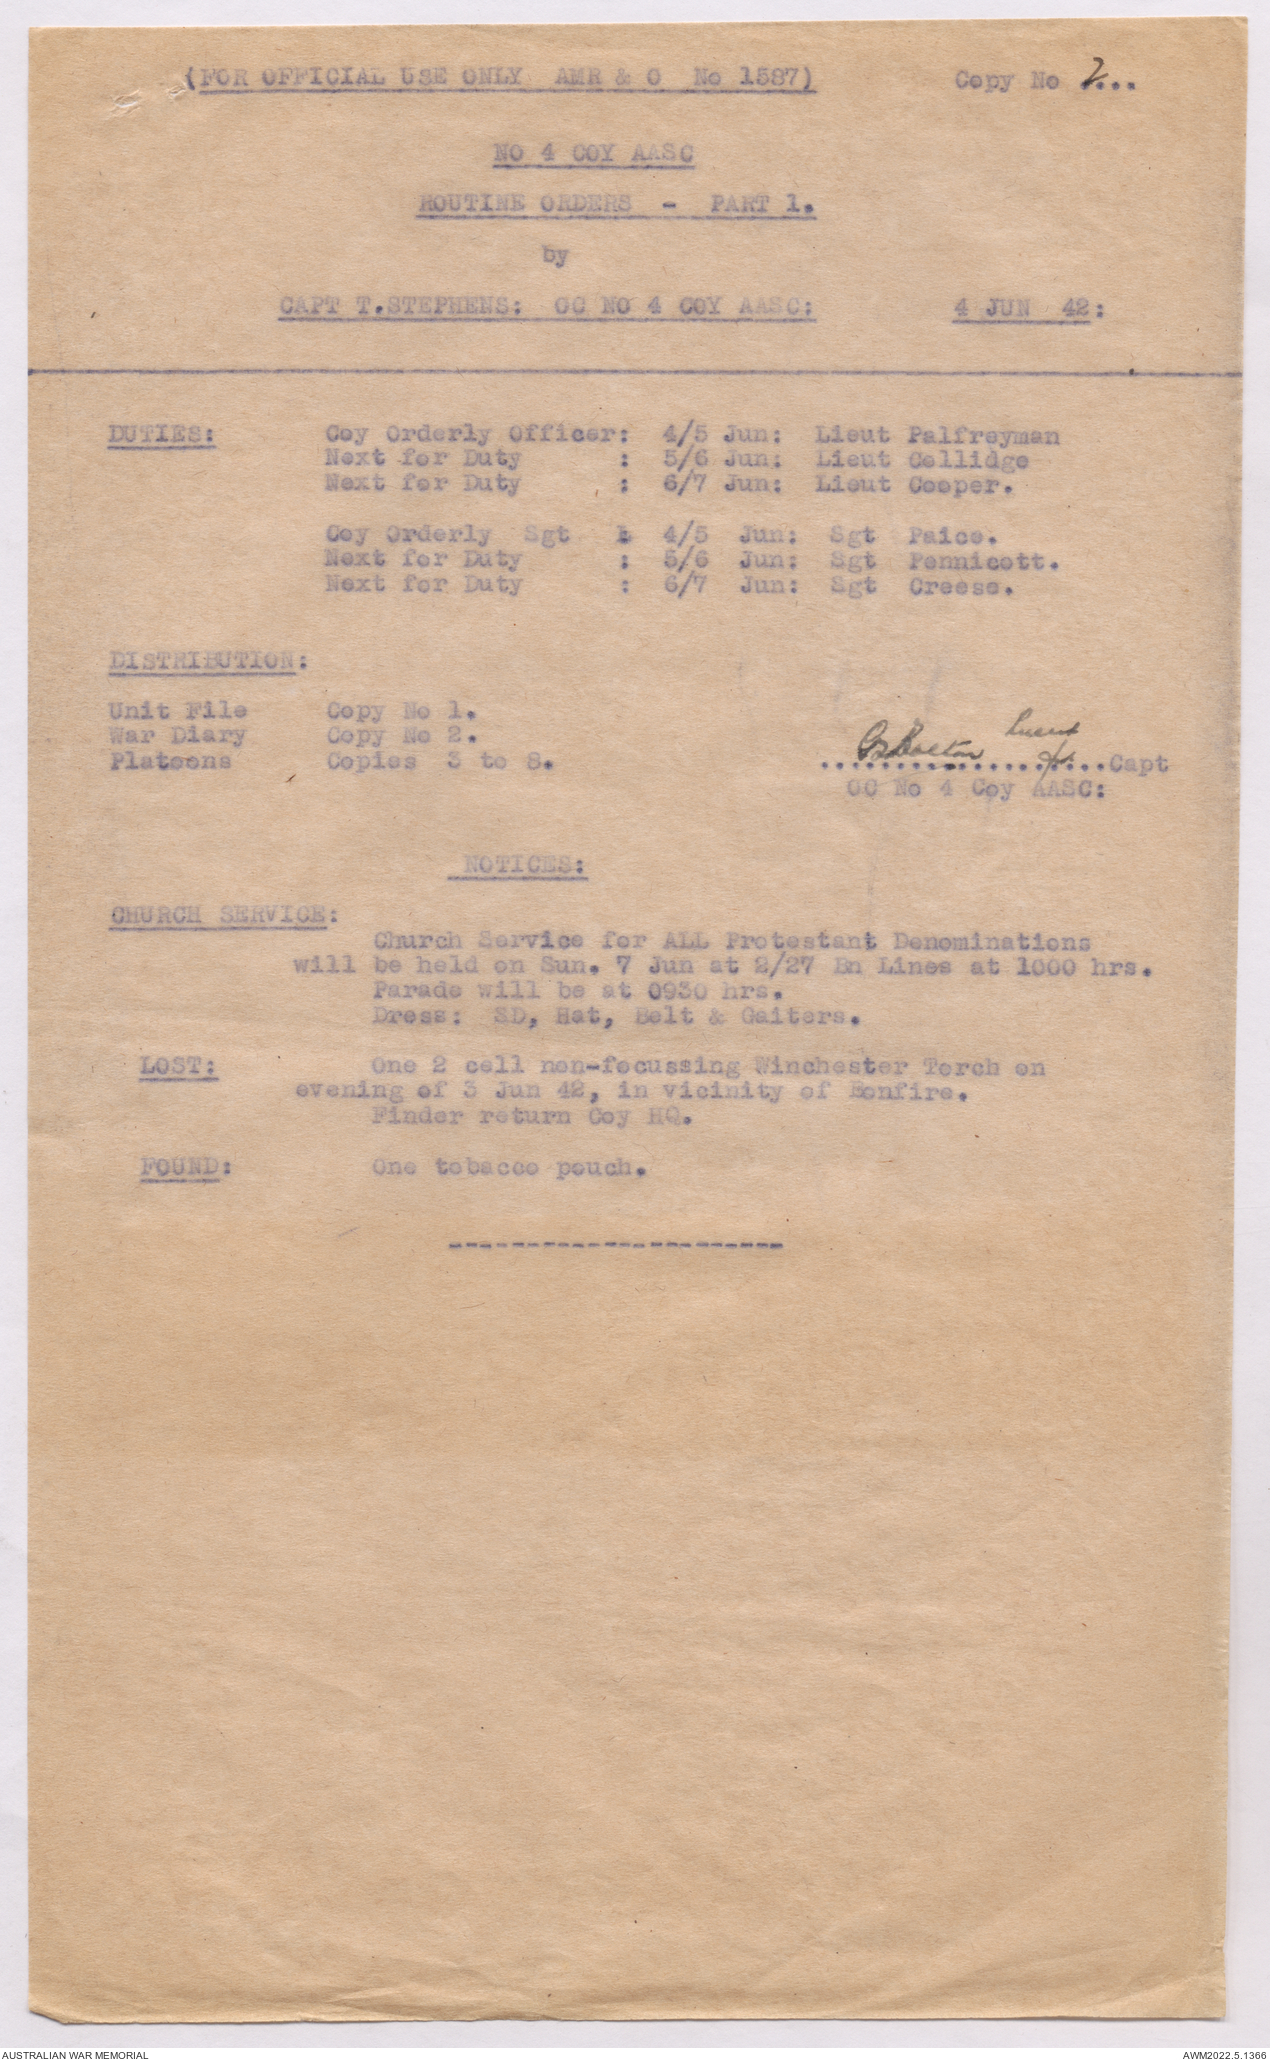 (FOR OFFICIAL USE ONLY AMR & O No 1587) Copy No 2...
NO 4 COY AASC
ROUTINE ORDERS - PART 1.
by
CAPT T.STEPHENS: OC NO 4 COY AASC: 4 JUN 42:
DUTIES: Coy Orderly Officer: 4/5 Jun: Lieut Palfreyman
Next for Duty : 5/6 Jun: Lieut Collidge
Next for Duty : 6/7 Jun: Lieut Cooper.
Coy Orderly Sgt : 4/5 Jun: Sgt Paice.
Next for Duty : 5/6 Jun: Sgt Pennicott.
Next for Duty : 6/7 Jun: Sgt Creese.
DISTRIBUTION:
Unit File Copy No 1.
War Diary Copy No 2.
Platoons Copies 3 to 8.
Lieut
...................Capt
OC No 4 Coy AASC:
NOTICES:
CHURCH SERVICE:
Church Service for ALL Protestant Denominations
will be held on Sun. 7 Jun at 2/27 Bn Lines at 1000 hrs.
Parade will be at 0930 hrs.
Dress: SD, Hat, Belt & Gaiters.
LOST: One 2 cell non-focussing Winchester Torch on
evening of 3 Jun 42, in vicinity of Bonfire.
Finder return Coy HQ.
FOUND: One tobacco pouch.
----------------------
AUSTRALIAN WAR MEMORIAL AWM2022.5.1366